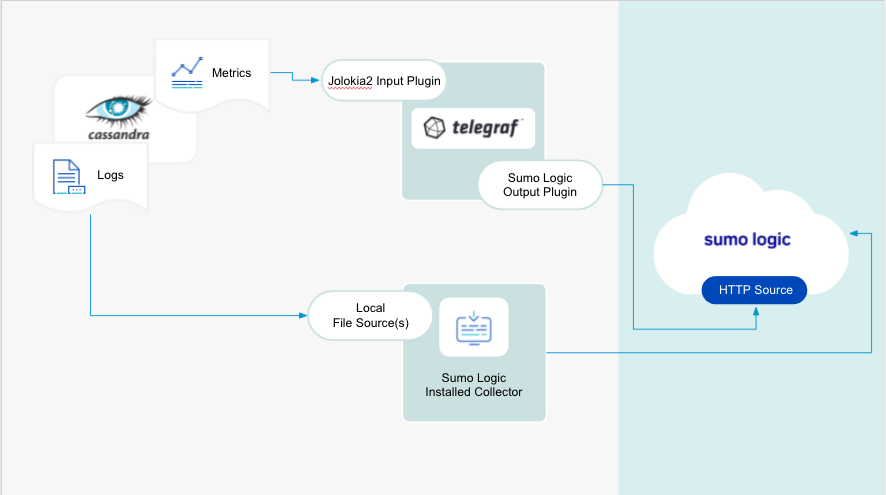 Metrics
cassandra
Logs
Jolokia2 Input Plugin
telegraf
Sumo Logic
Output Plugin
sumo logic
HTTP Source
Local
File Source(s)
Sumo Logic
Installed Collector